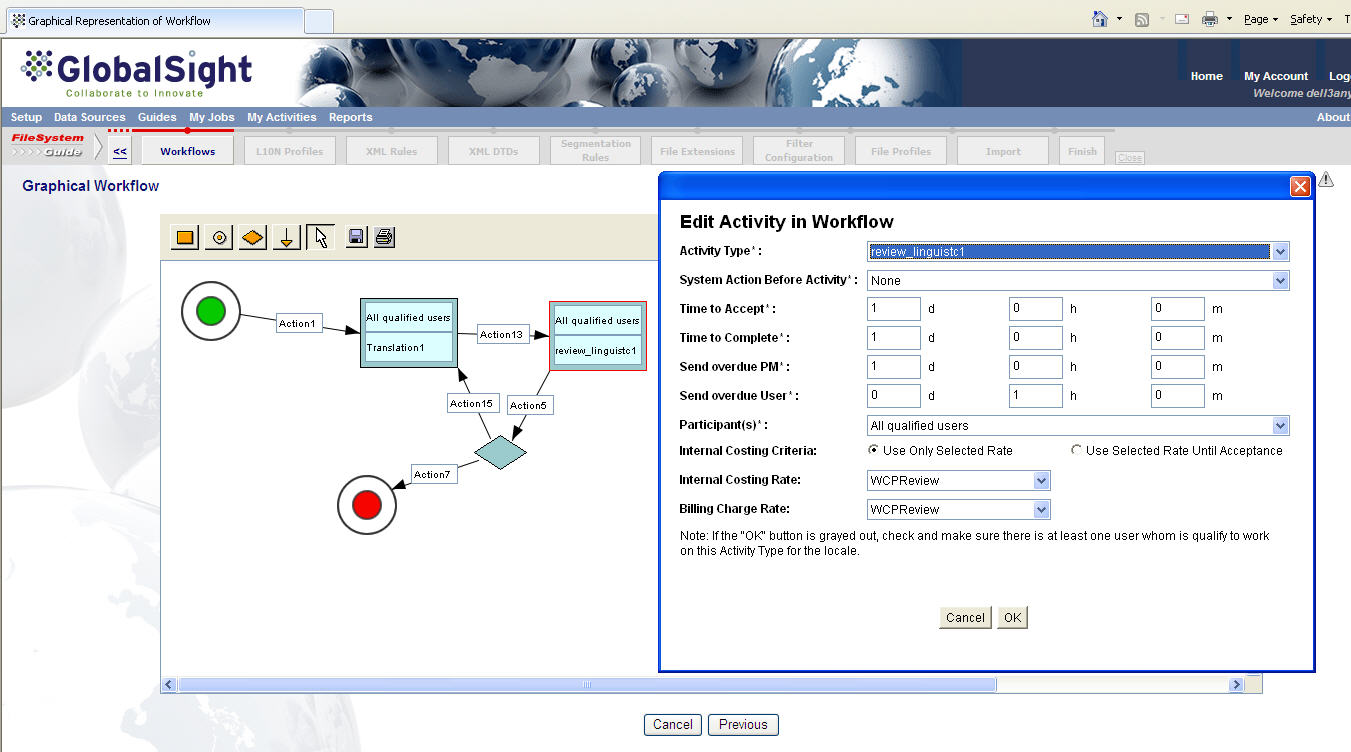 Graphical Representation of Workflow
Page
Safety
GlobalSight
Collaborate to Innovate
Home My Account
Welcome dell3any
Setup Data Sources Guides My Jobs My Activities Reports
About
FileSystem
Guide
<<
Workflows
L10N Profiles
XML Rules
XML DTDs
Segmentation
Rules
File Extensions
Filter
Configuration
File Profiles
Import
Finish
Close
Graphical Workflow
Action1
All qualified users
Translation1
Action13
All qualified users
review_linguistc1
Action15
Action5
Action7
Edit Activity in Workflow
Activity Type*: review_linguistc1
System Action Before Activity*: None
Time to Accept*: 1 d 0 h 0 m
Time to Complete*: 1 d 0 h 0 m
Send overdue PM*: 1 d 0 h 0 m
Send overdue User*: 0 d 1 h 0 m
Participant(s)*: All qualified users
Internal Costing Criteria: Use Only Selected Rate Use Selected Rate Until Acceptance
Internal Costing Rate: WCPReview
Billing Charge Rate: WCPReview
Note: If the "OK" button is grayed out, check and make sure there is at least one user whom is qualify to work
on this Activity Type for the locale.
Cancel OK
Cancel Previous